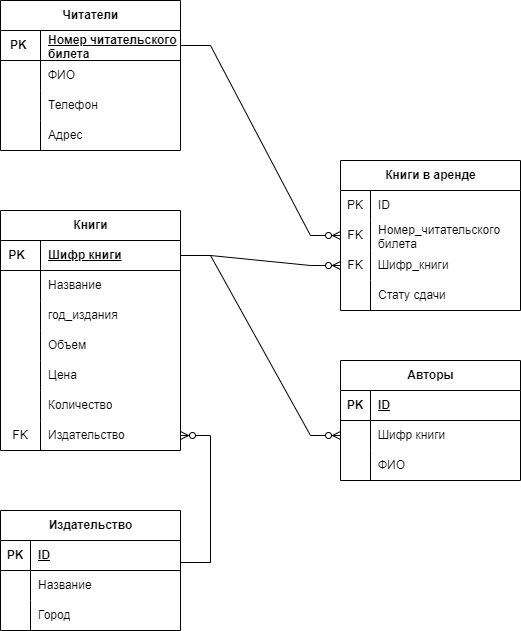 Читатели
PK Номер читательского
билета
ФИО
Телефон
Адрес
Книги в аренде
PK ID
FK Номер_читательского
билета
FK Шифр_книги
Стату сдачи
Книги
PK Шифр книги
Название
год_издания
Объем
Цена
Количество
FK Издательство
Авторы
PK ID
Шифр книги
ФИО
Издательство
PK ID
Название
Город